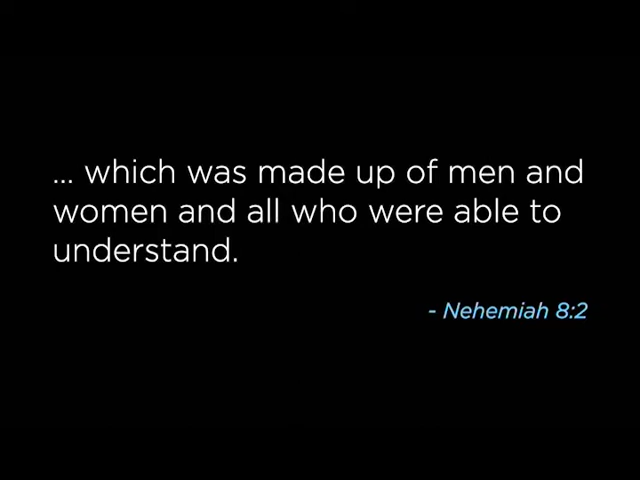 ... which was made up of men and
women and all who were able to
understand.
- Nehemiah 8:2